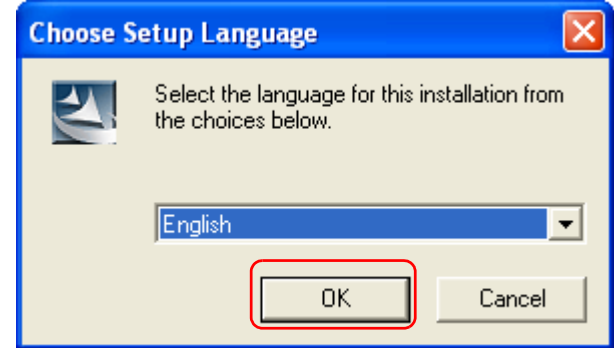 Choose Setup Language
Select the language for this installation from
the choices below.
English
OK
Cancel